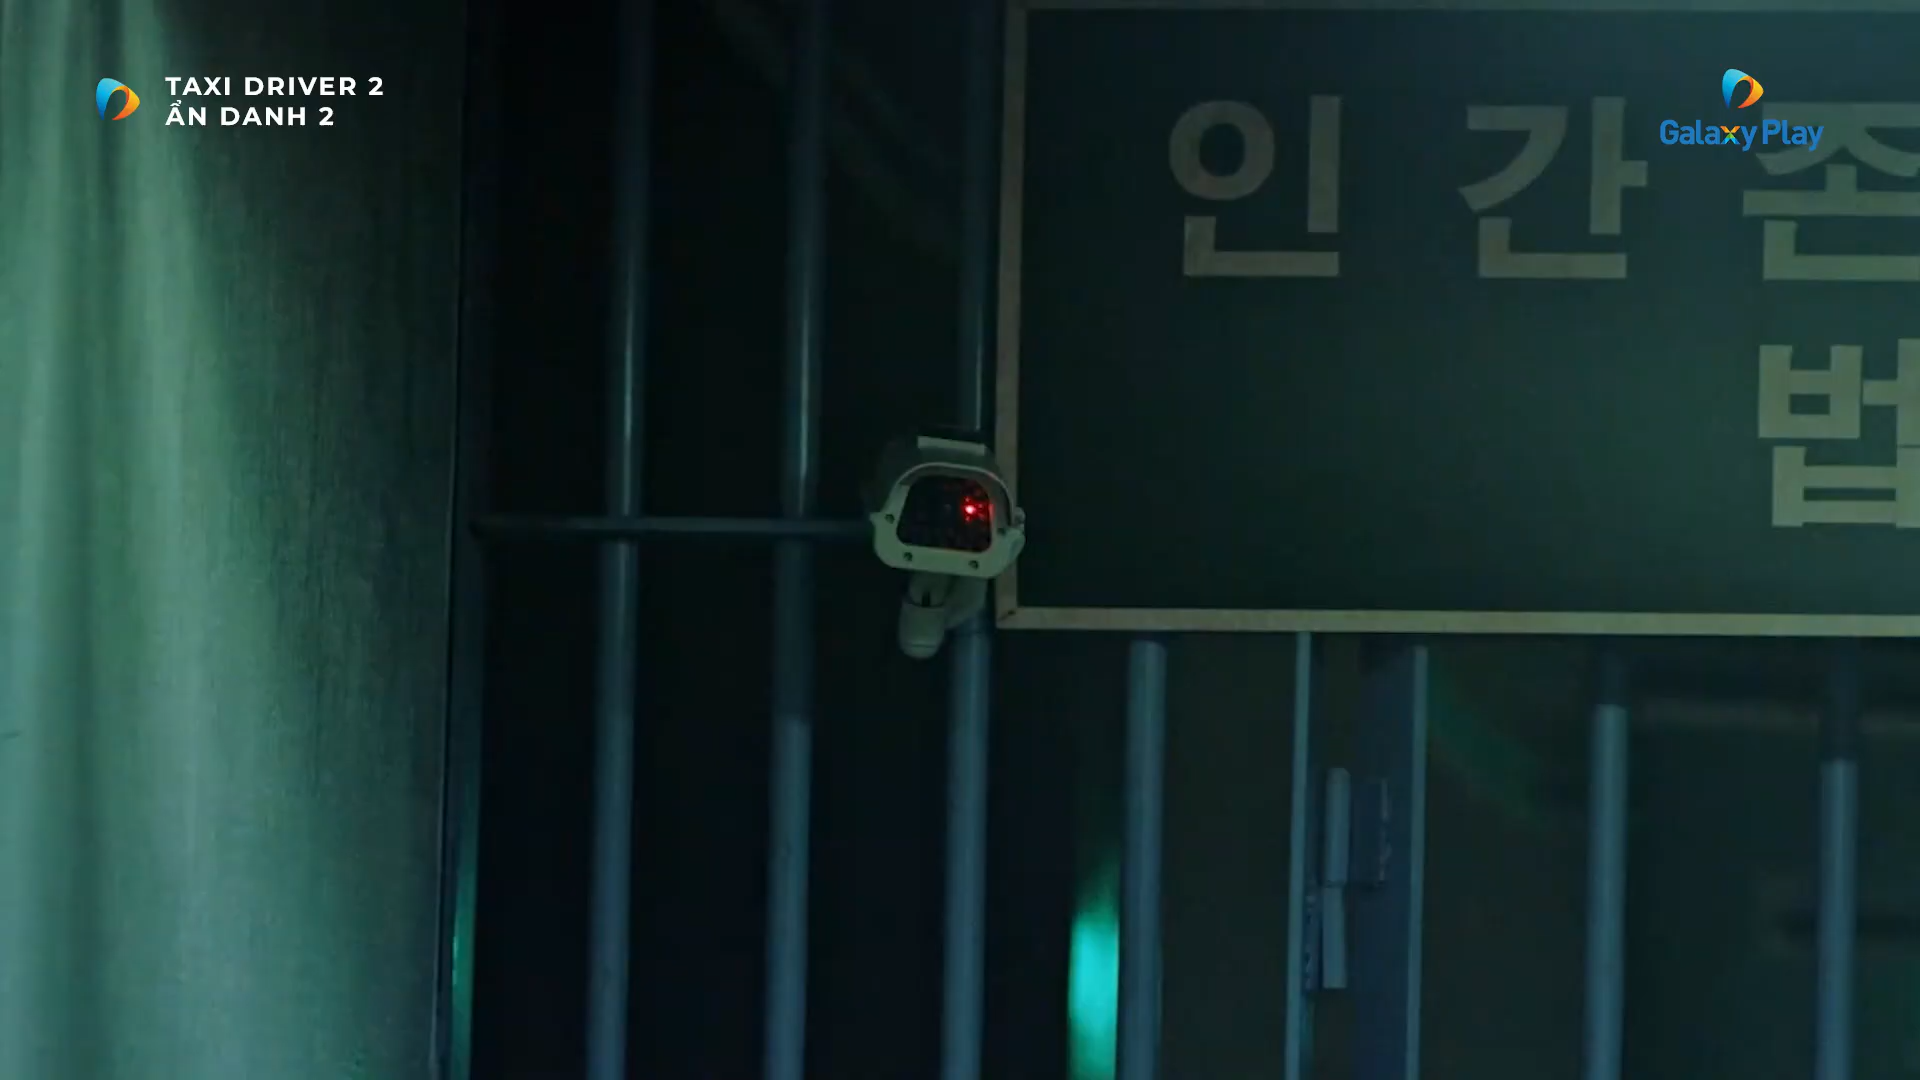 TAXI DRIVER 2
ẨN DANH 2
Galaxy Play
인간존
법